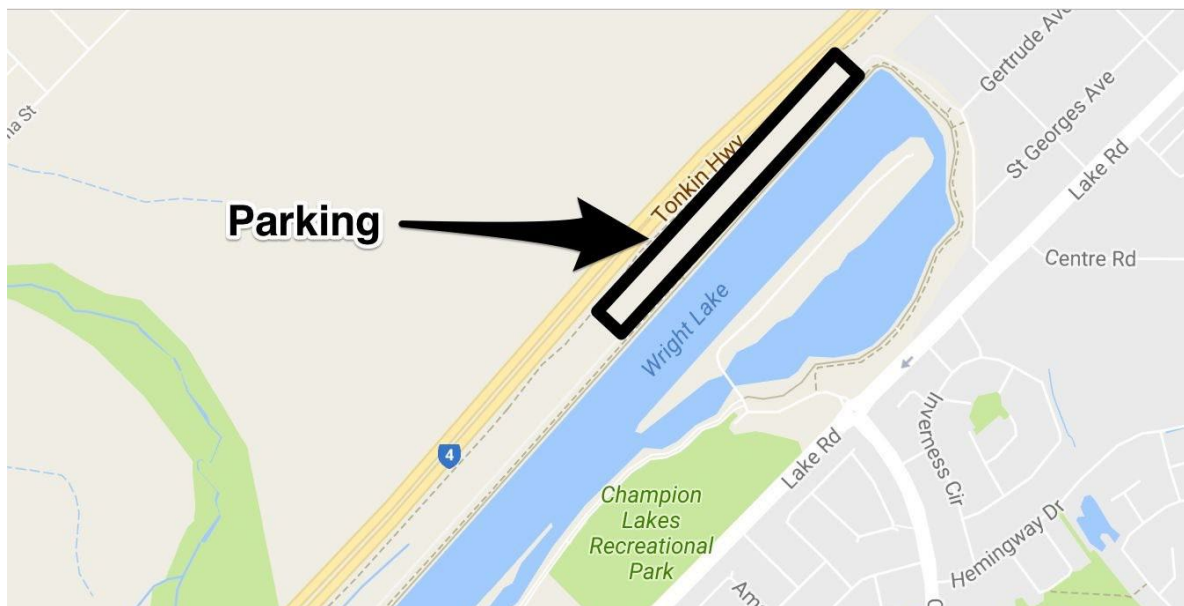 Gertrude Ave
St Georges Ave
Lake Rd
Tonkin Hwy
Parking
Centre Rd
Wright Lake
Inverness Cir
4
Lake Rd
Champion
Lakes
Recreational
Park
Hemingway Dr